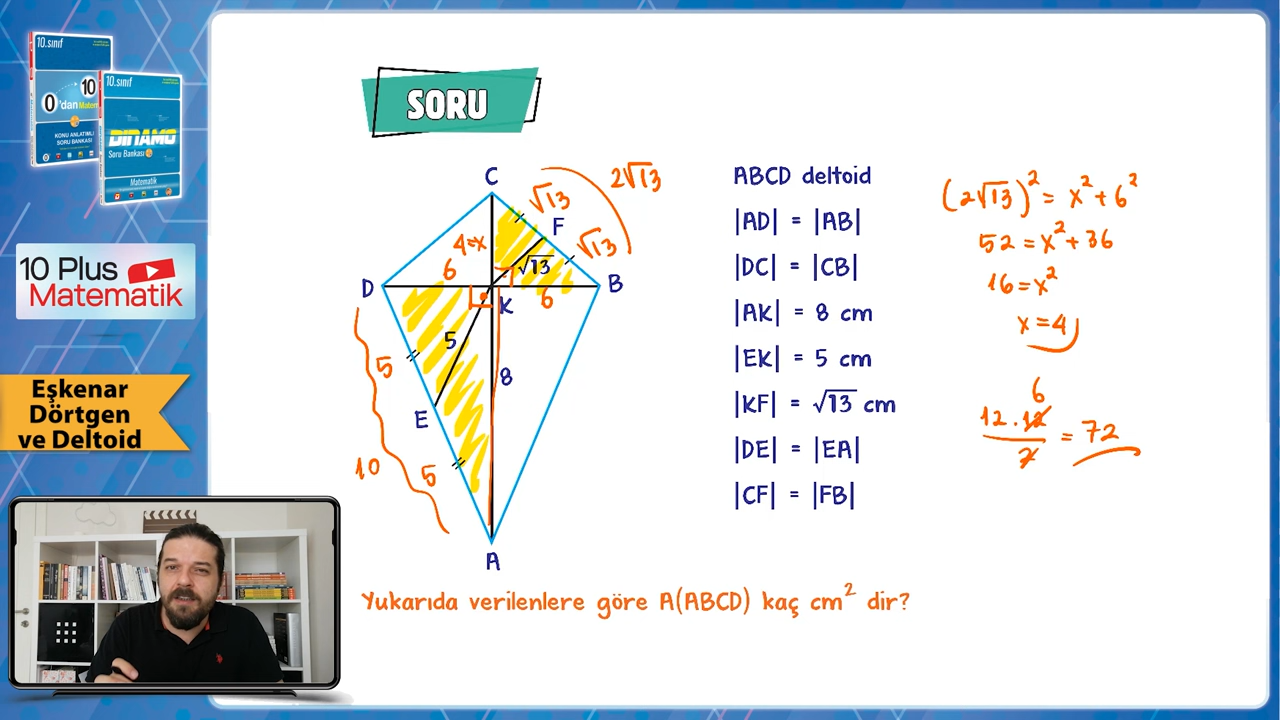 10.sınıf
0'dan 10
Matem
KONU ANLATIMLI
SORU BANKASI
10.sınıf
DINAMO
Soru Bankası
Matematik
10 Plus
Matematik
Eşkenar
Dörtgen
ve Deltoid
SORU
C
√13
2√13
F
4=x
√13
6
√13
D
B
6
K
5
5
8
E
10
5
A
ABCD deltoid
|AD| = |AB|
|DC| = |CB|
|AK| = 8 cm
|EK| = 5 cm
|KF| = √13 cm
|DE| = |EA|
|CF| = |FB|
(2√13)² = x² + 6²
52 = x² + 36
16 = x²
x = 4
6
12 . 12
2
= 72
Yukarıda verilenlere göre A(ABCD) kaç cm² dir?